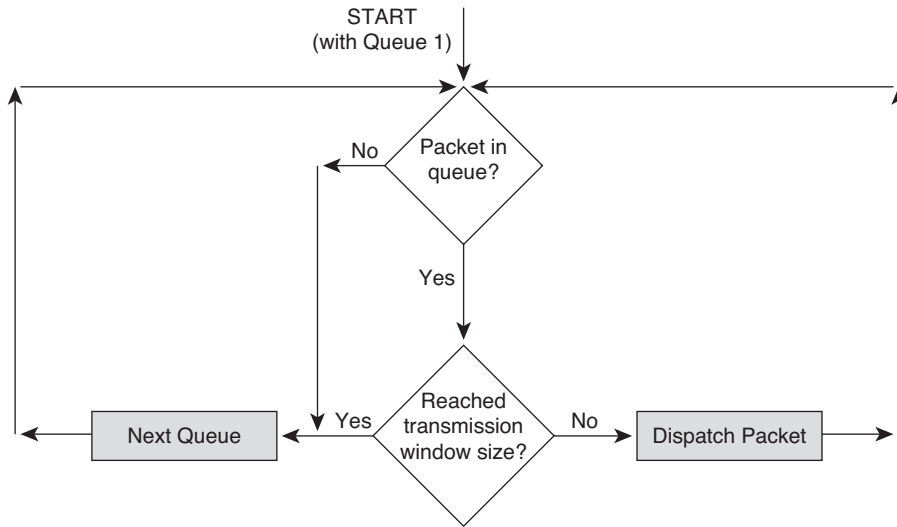 START
(with Queue 1)
Packet in
queue?
No
Yes
Reached
transmission
window size?
Yes
No
Next Queue
Dispatch Packet